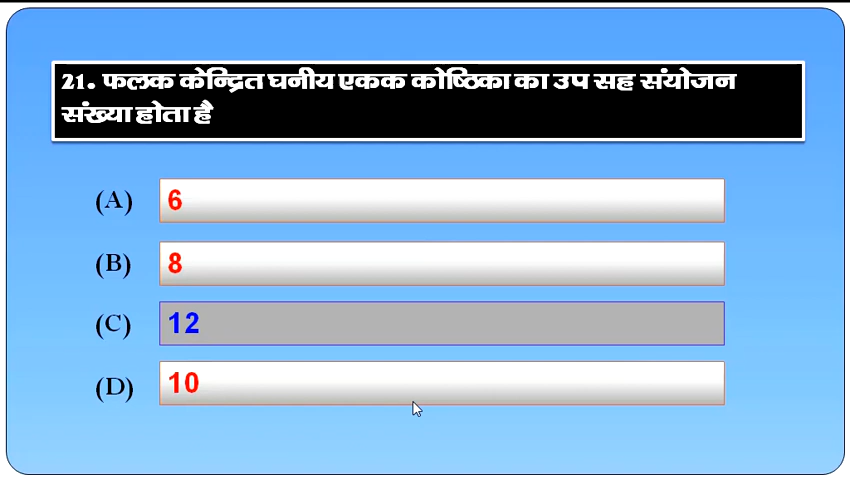 21. फलक केन्द्रित घनीय एकक कोष्ठिका का उप सह संयोजन
संख्या होता है
(A) 6
(B) 8
(C) 12
(D) 10